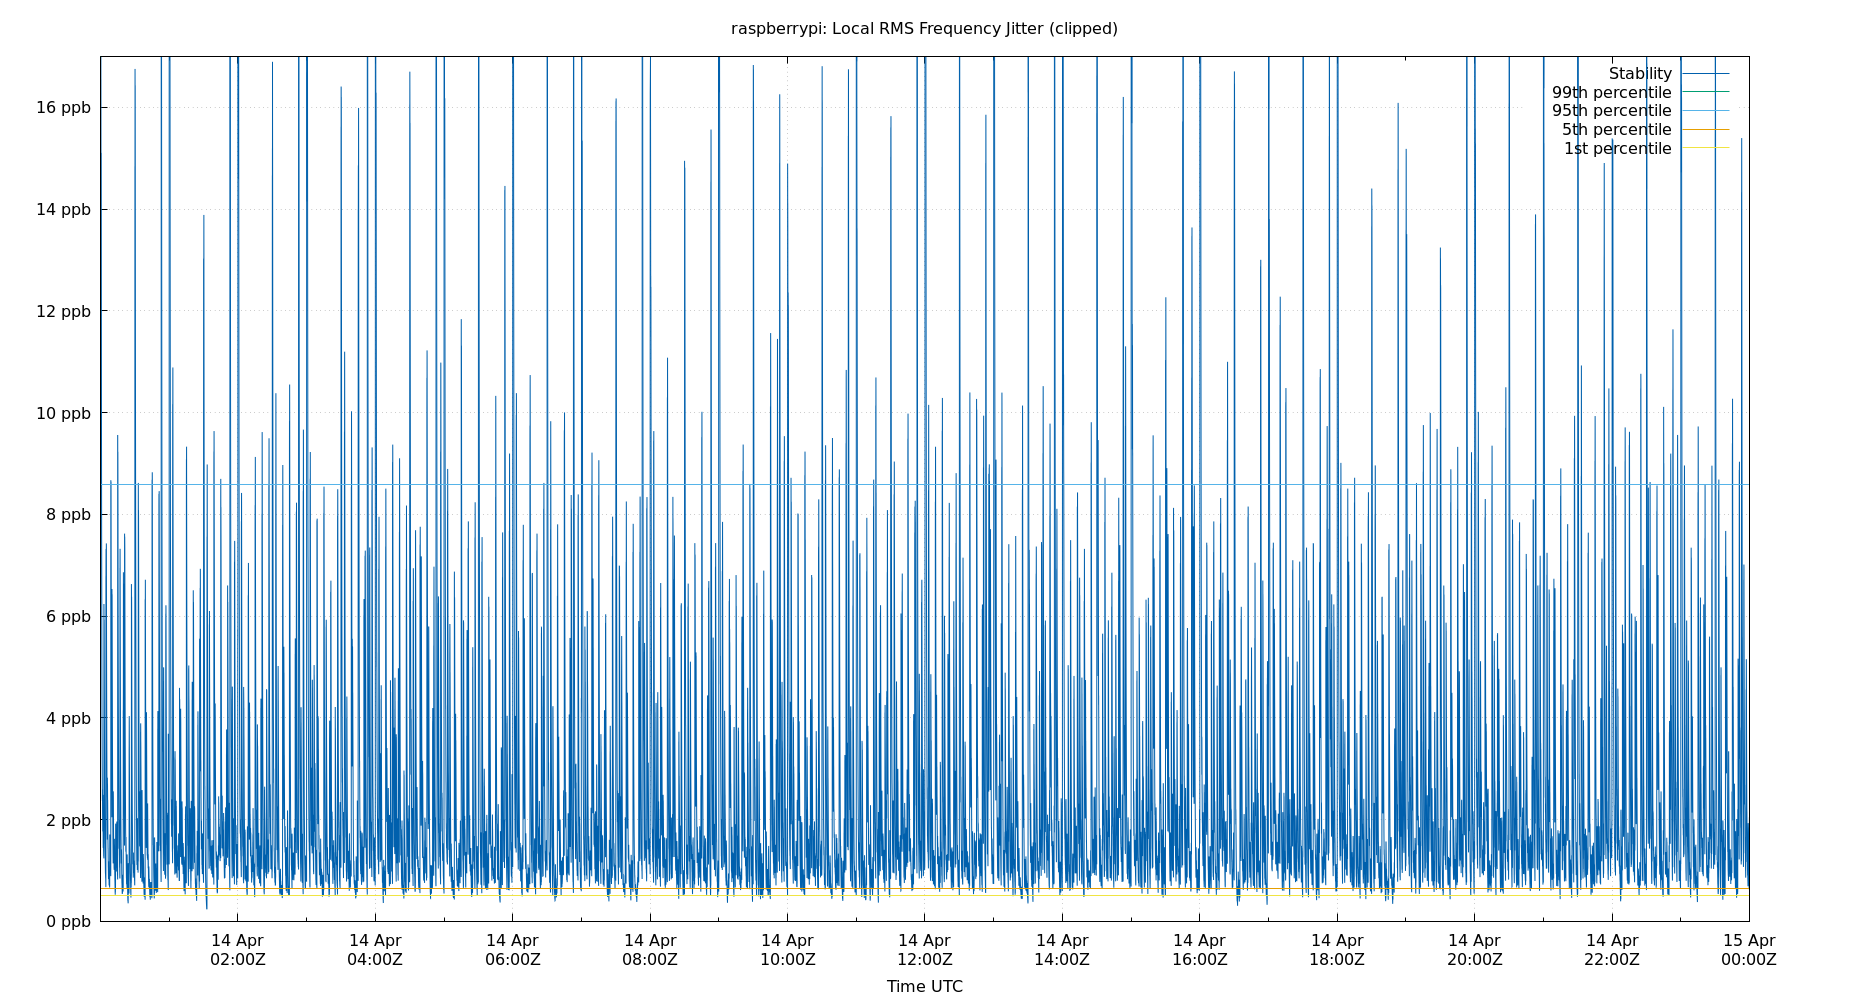 raspberrypi: Local RMS Frequency Jitter (clipped)
Stability
99th percentile
95th percentile
5th percentile
1st percentile
16 ppb
14 ppb
12 ppb
10 ppb
8 ppb
6 ppb
4 ppb
2 ppb
0 ppb
14 Apr 14 Apr 14 Apr 14 Apr 14 Apr 14 Apr 14 Apr 14 Apr 14 Apr 14 Apr 14 Apr 15 Apr
02:00Z 04:00Z 06:00Z 08:00Z 10:00Z 12:00Z 14:00Z 16:00Z 18:00Z 20:00Z 22:00Z 00:00Z
Time UTC